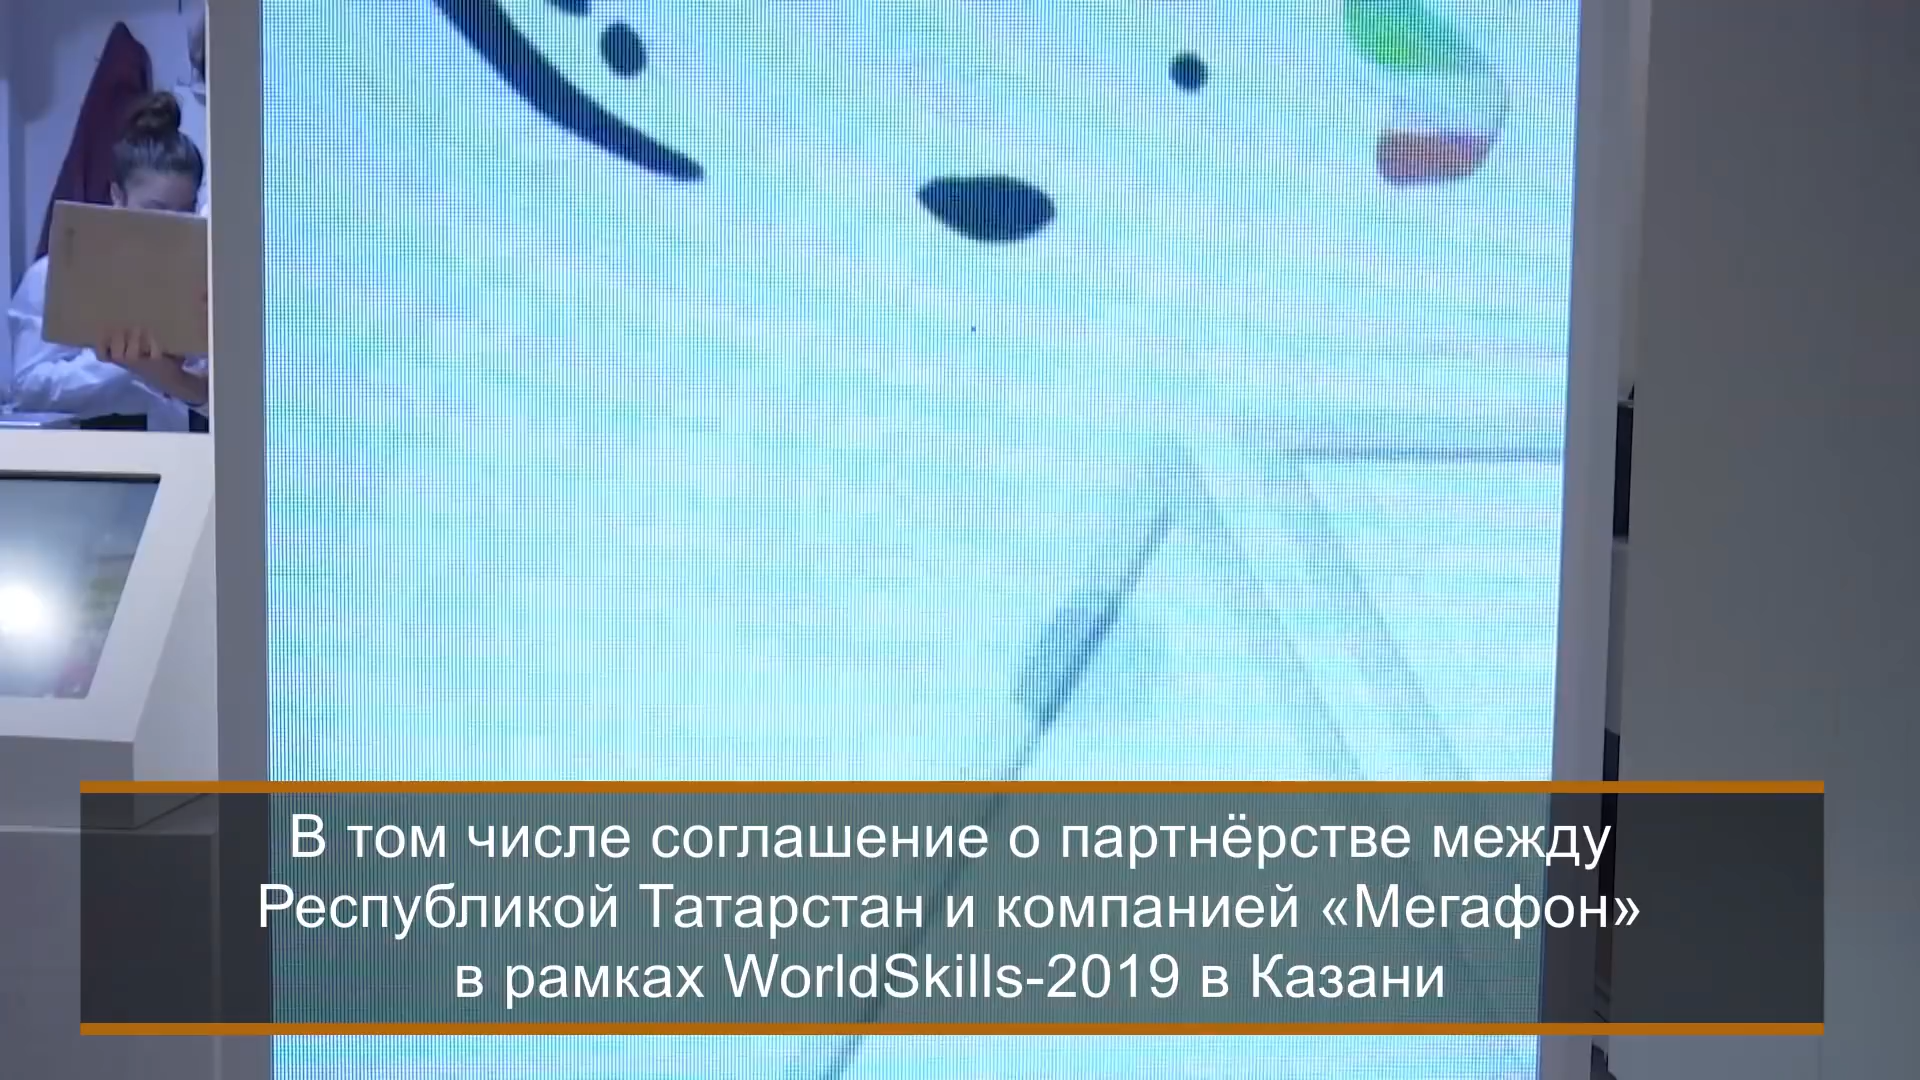 В том числе соглашение о партнёрстве между
Республикой Татарстан и компанией «Мегафон»
в рамках WorldSkills-2019 в Казани